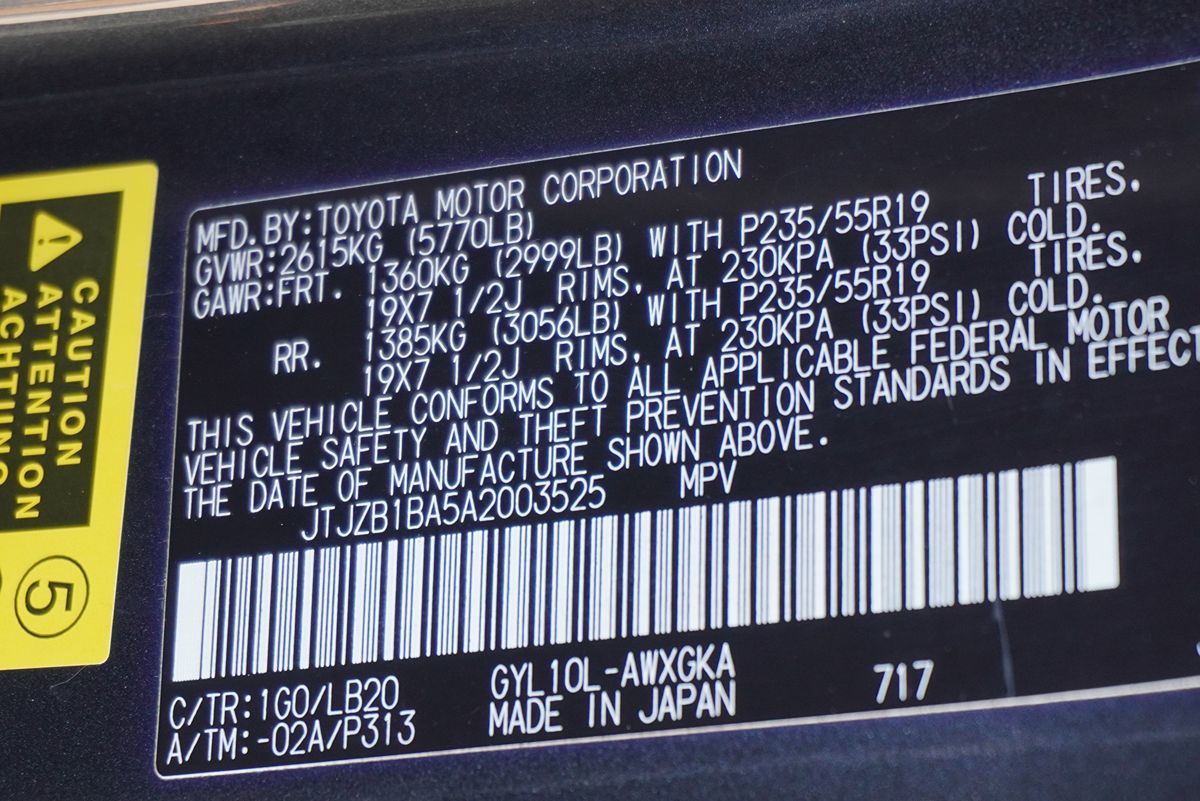 MFD.BY:TOYOTA MOTOR CORPORATION
GVWR:2615KG (5770LB)
GAWR:FRT. 1360KG (2999LB) WITH P235/55R19 TIRES,
19X7 1/2J RIMS, AT 230KPA (33PSI) COLD.
RR. 1385KG (3056LB) WITH P235/55R19 TIRES,
19X7 1/2J RIMS, AT 230KPA (33PSI) COLD.
THIS VEHICLE CONFORMS TO ALL APPLICABLE FEDERAL MOTOR
VEHICLE SAFETY AND THEFT PREVENTION STANDARDS IN EFFECT
THE DATE OF MANUFACTURE SHOWN ABOVE.
JTJZB1BA5A2003525 MPV
C/TR:1G0/LB20 GYL10L-AWXGKA 717
A/TM:-02A/P313 MADE IN JAPAN
CAUTION
ATTENTION
ACHTUNG
5